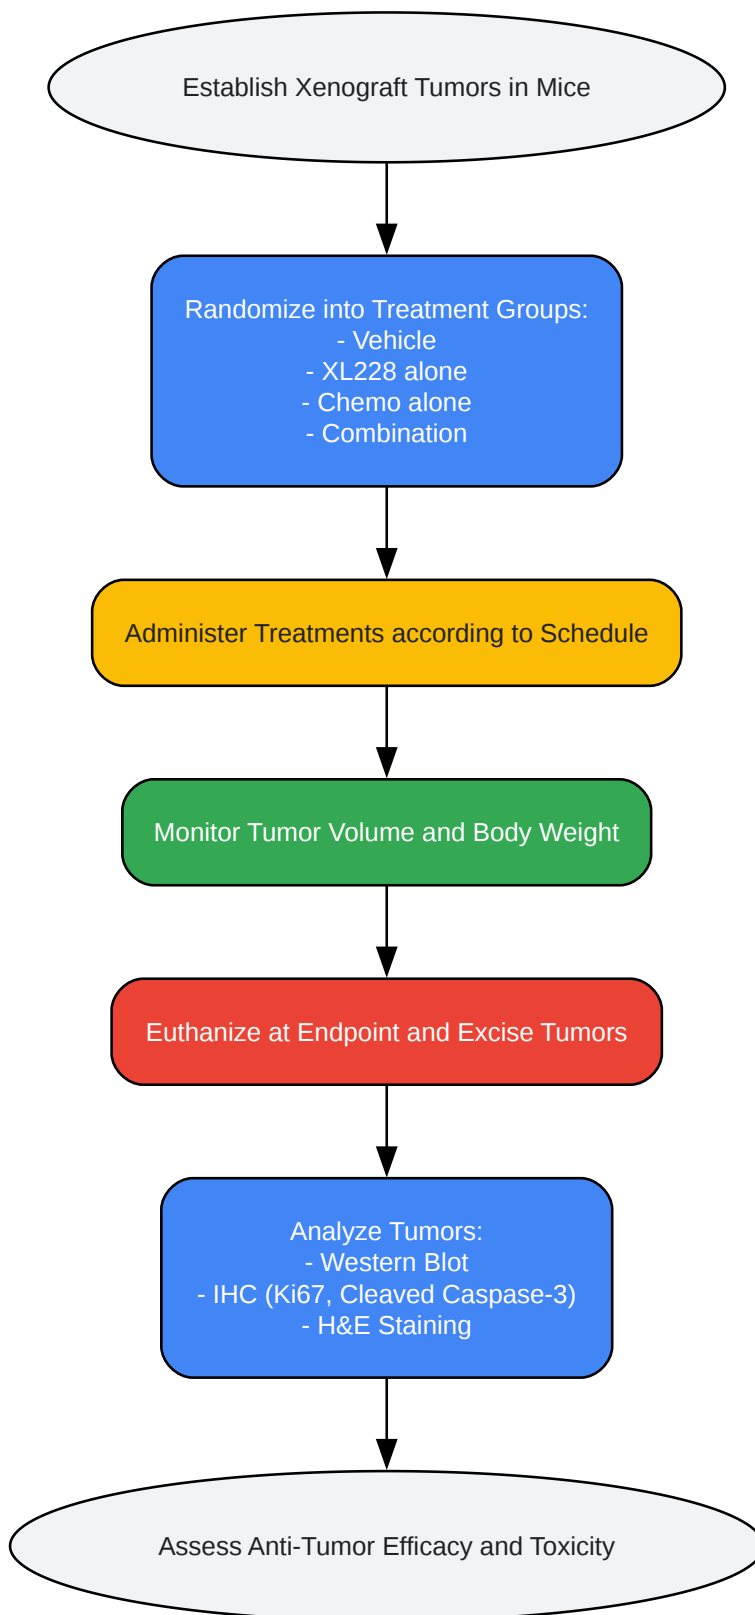 Establish Xenograft Tumors in Mice
Randomize into Treatment Groups:
- Vehicle
- XL228 alone
- Chemo alone
- Combination
Administer Treatments according to Schedule
Monitor Tumor Volume and Body Weight
Euthanize at Endpoint and Excise Tumors
Analyze Tumors:
- Western Blot
- IHC (Ki67, Cleaved Caspase-3)
- H&E Staining
Assess Anti-Tumor Efficacy and Toxicity